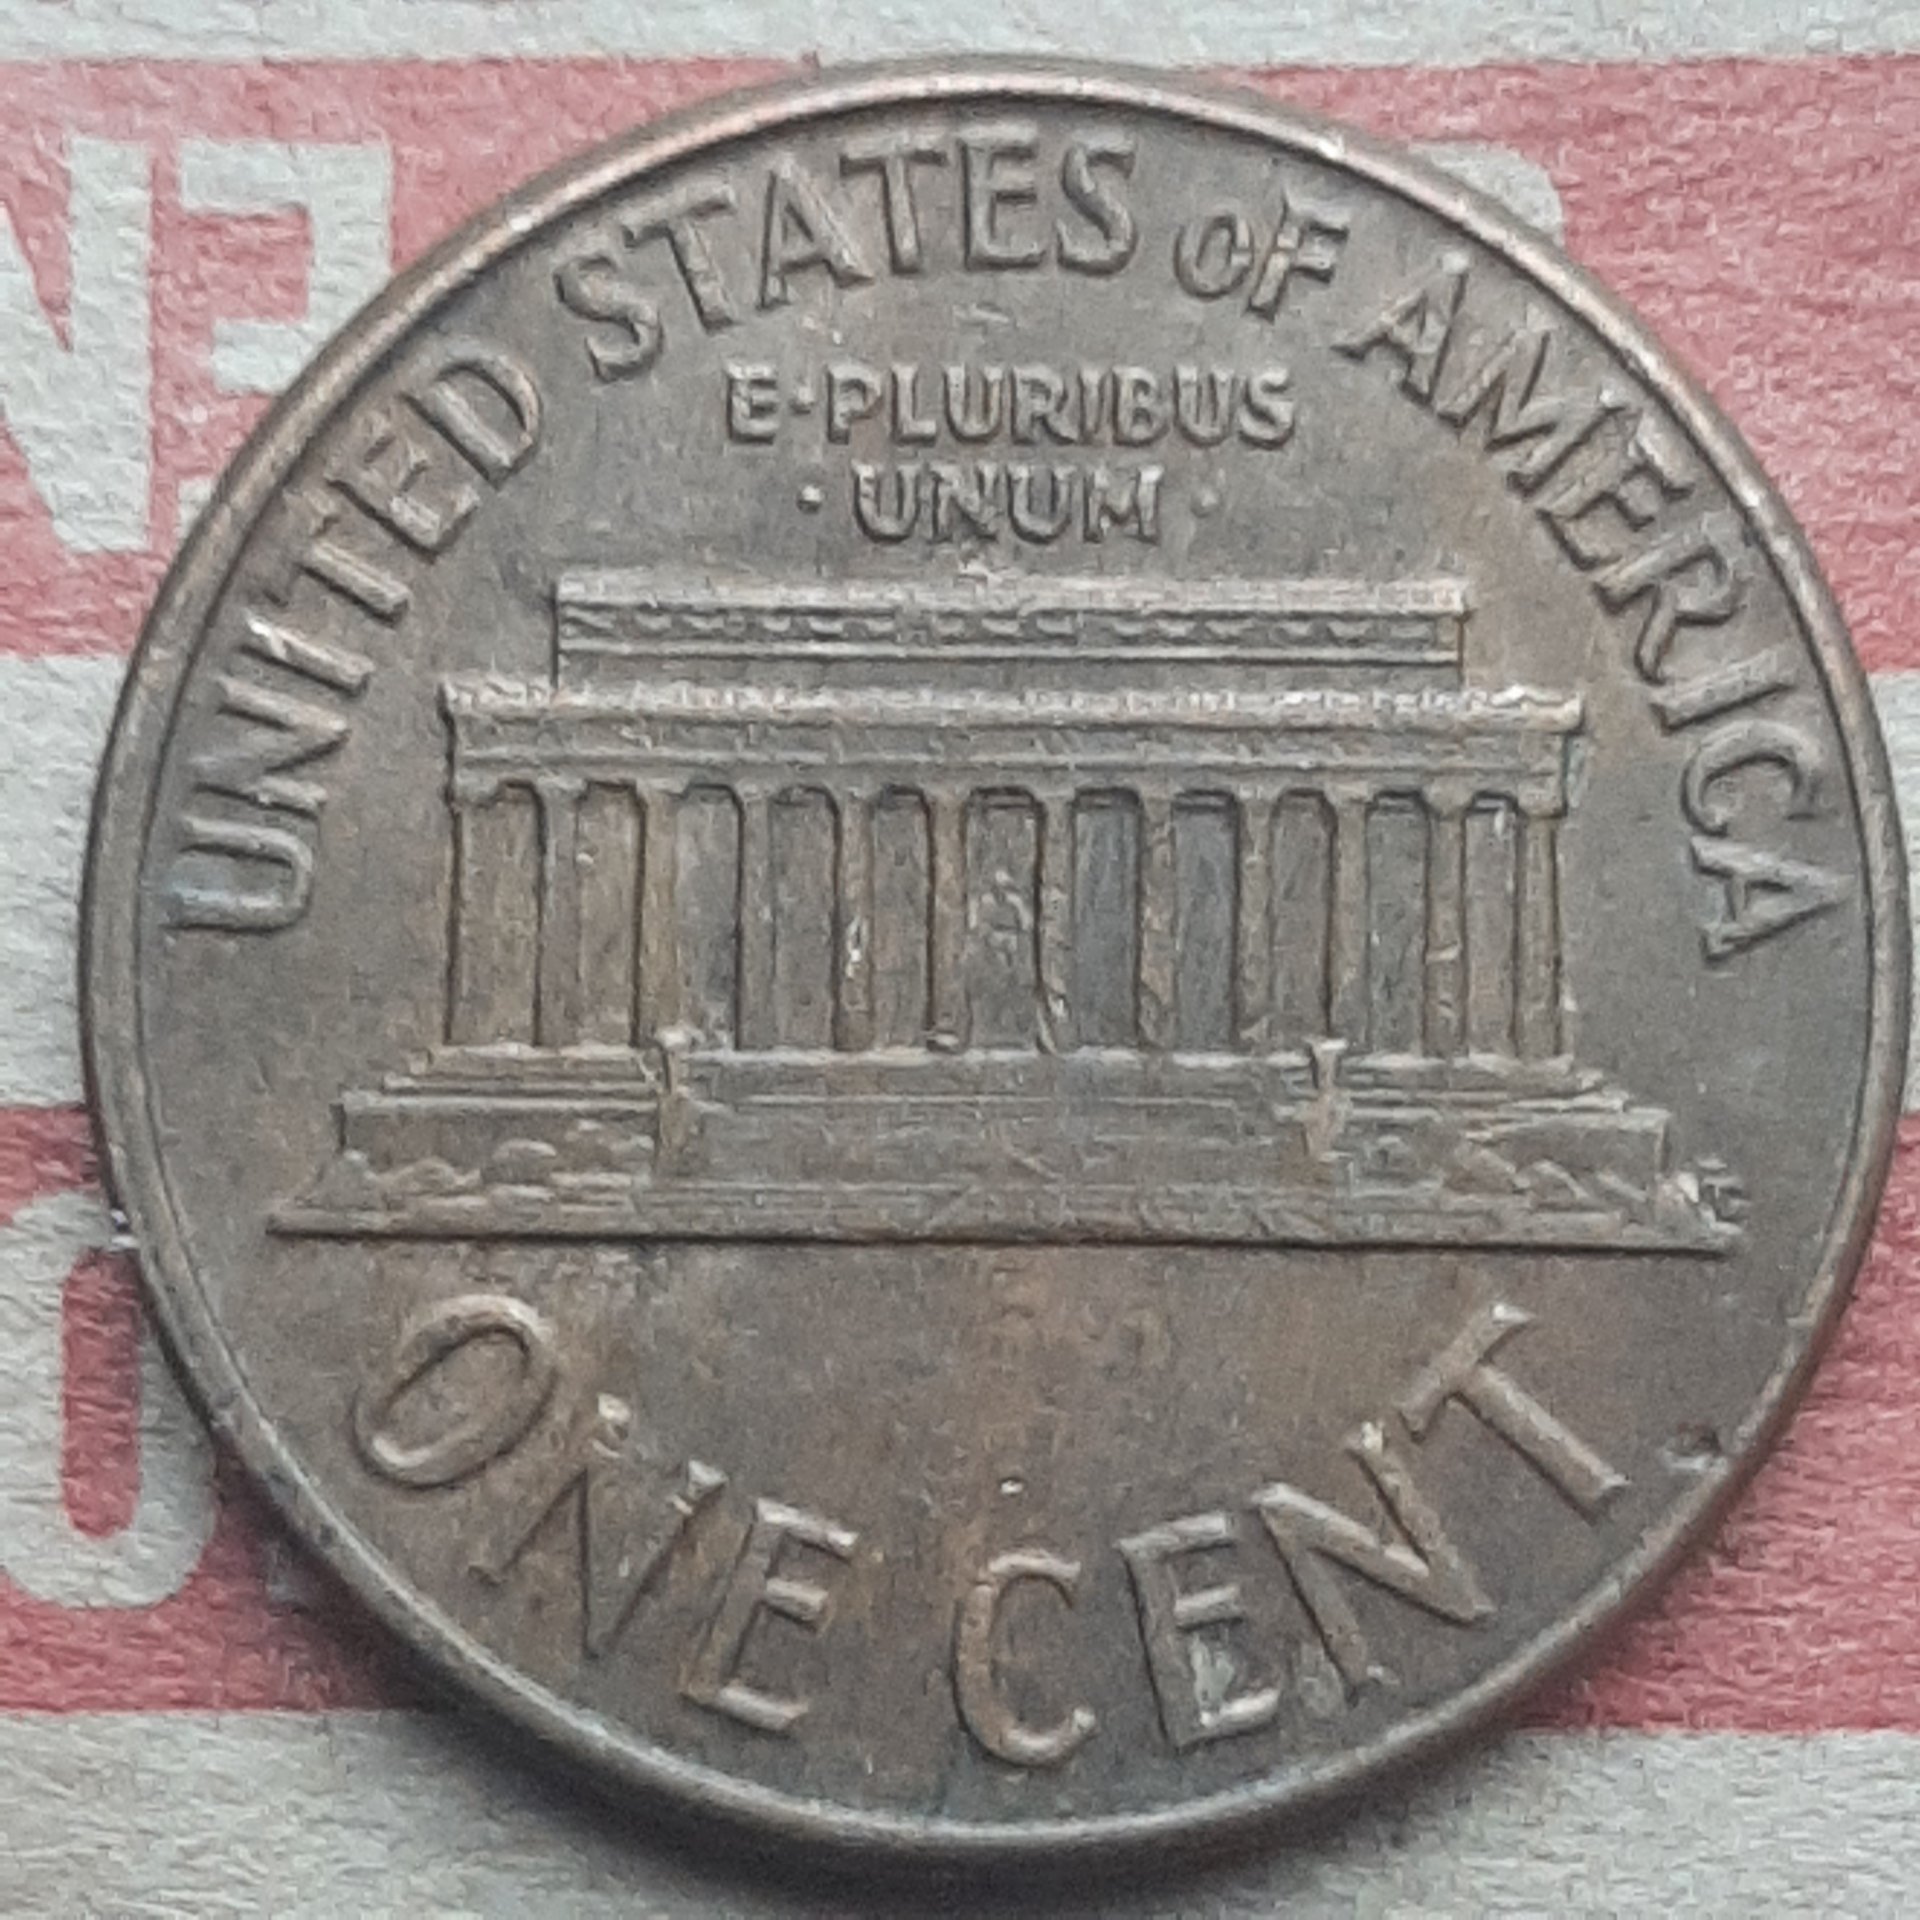 UNITED STATES OF AMERICA
E·PLURIBUS
·UNUM·
ONE CENT